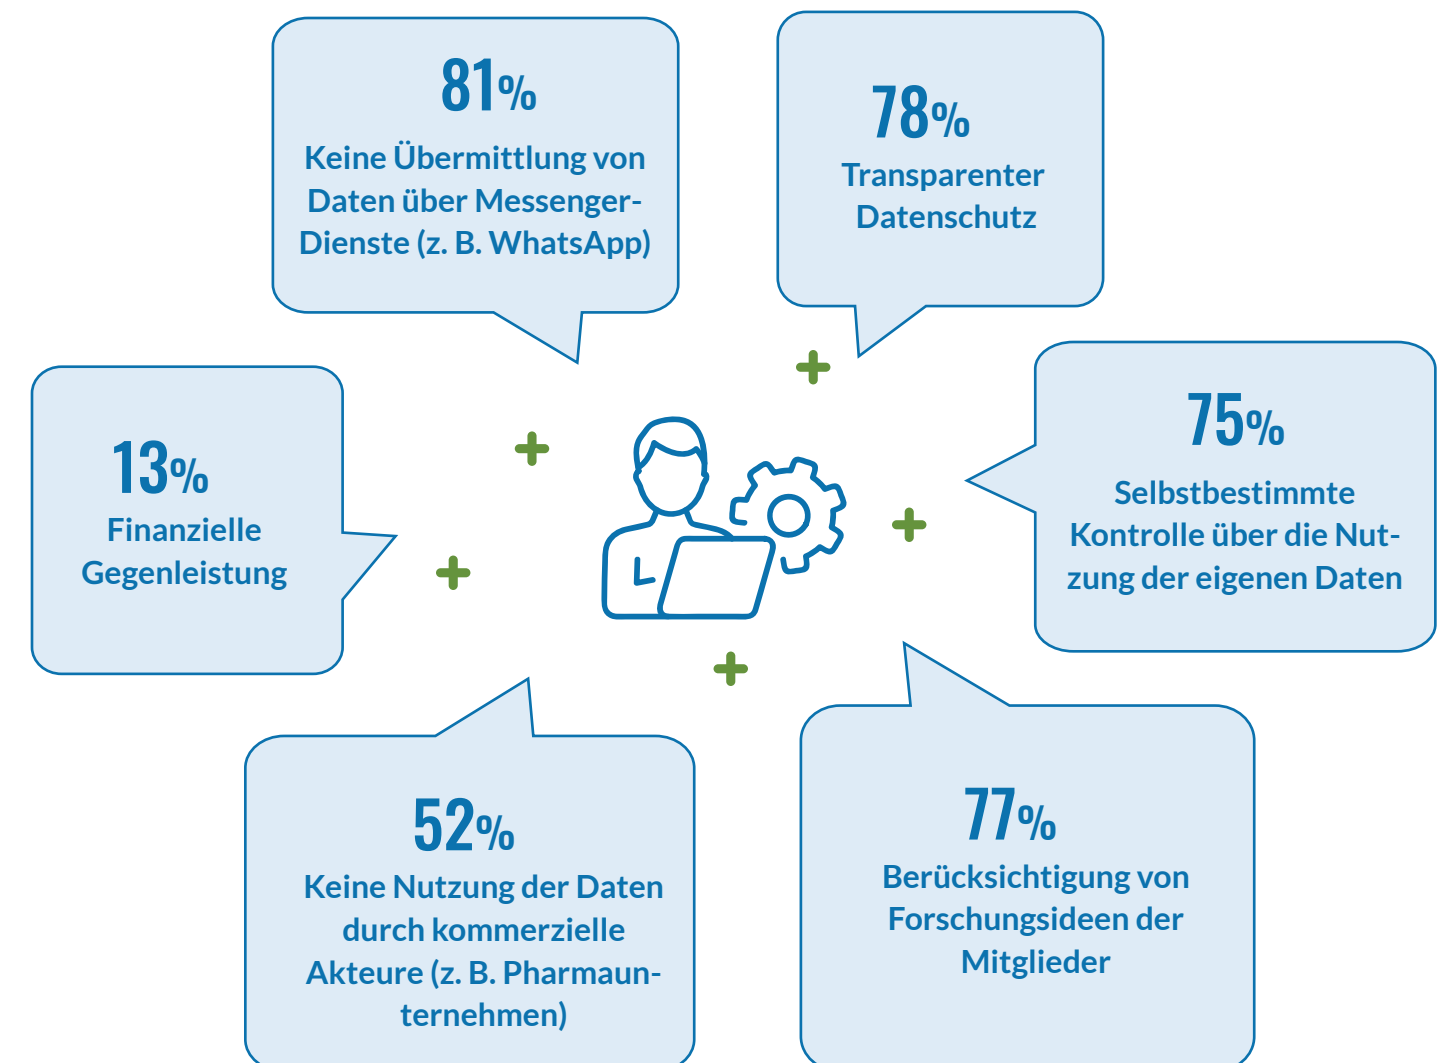 81%
Keine Übermittlung von
Daten über Messenger-
Dienste (z. B. WhatsApp)
78%
Transparenter
Datenschutz
13%
Finanzielle
Gegenleistung
75%
Selbstbestimmte
Kontrolle über die Nut-
zung der eigenen Daten
52%
Keine Nutzung der Daten
durch kommerzielle
Akteure (z. B. Pharmaun-
ternehmen)
77%
Berücksichtigung von
Forschungsideen der
Mitglieder